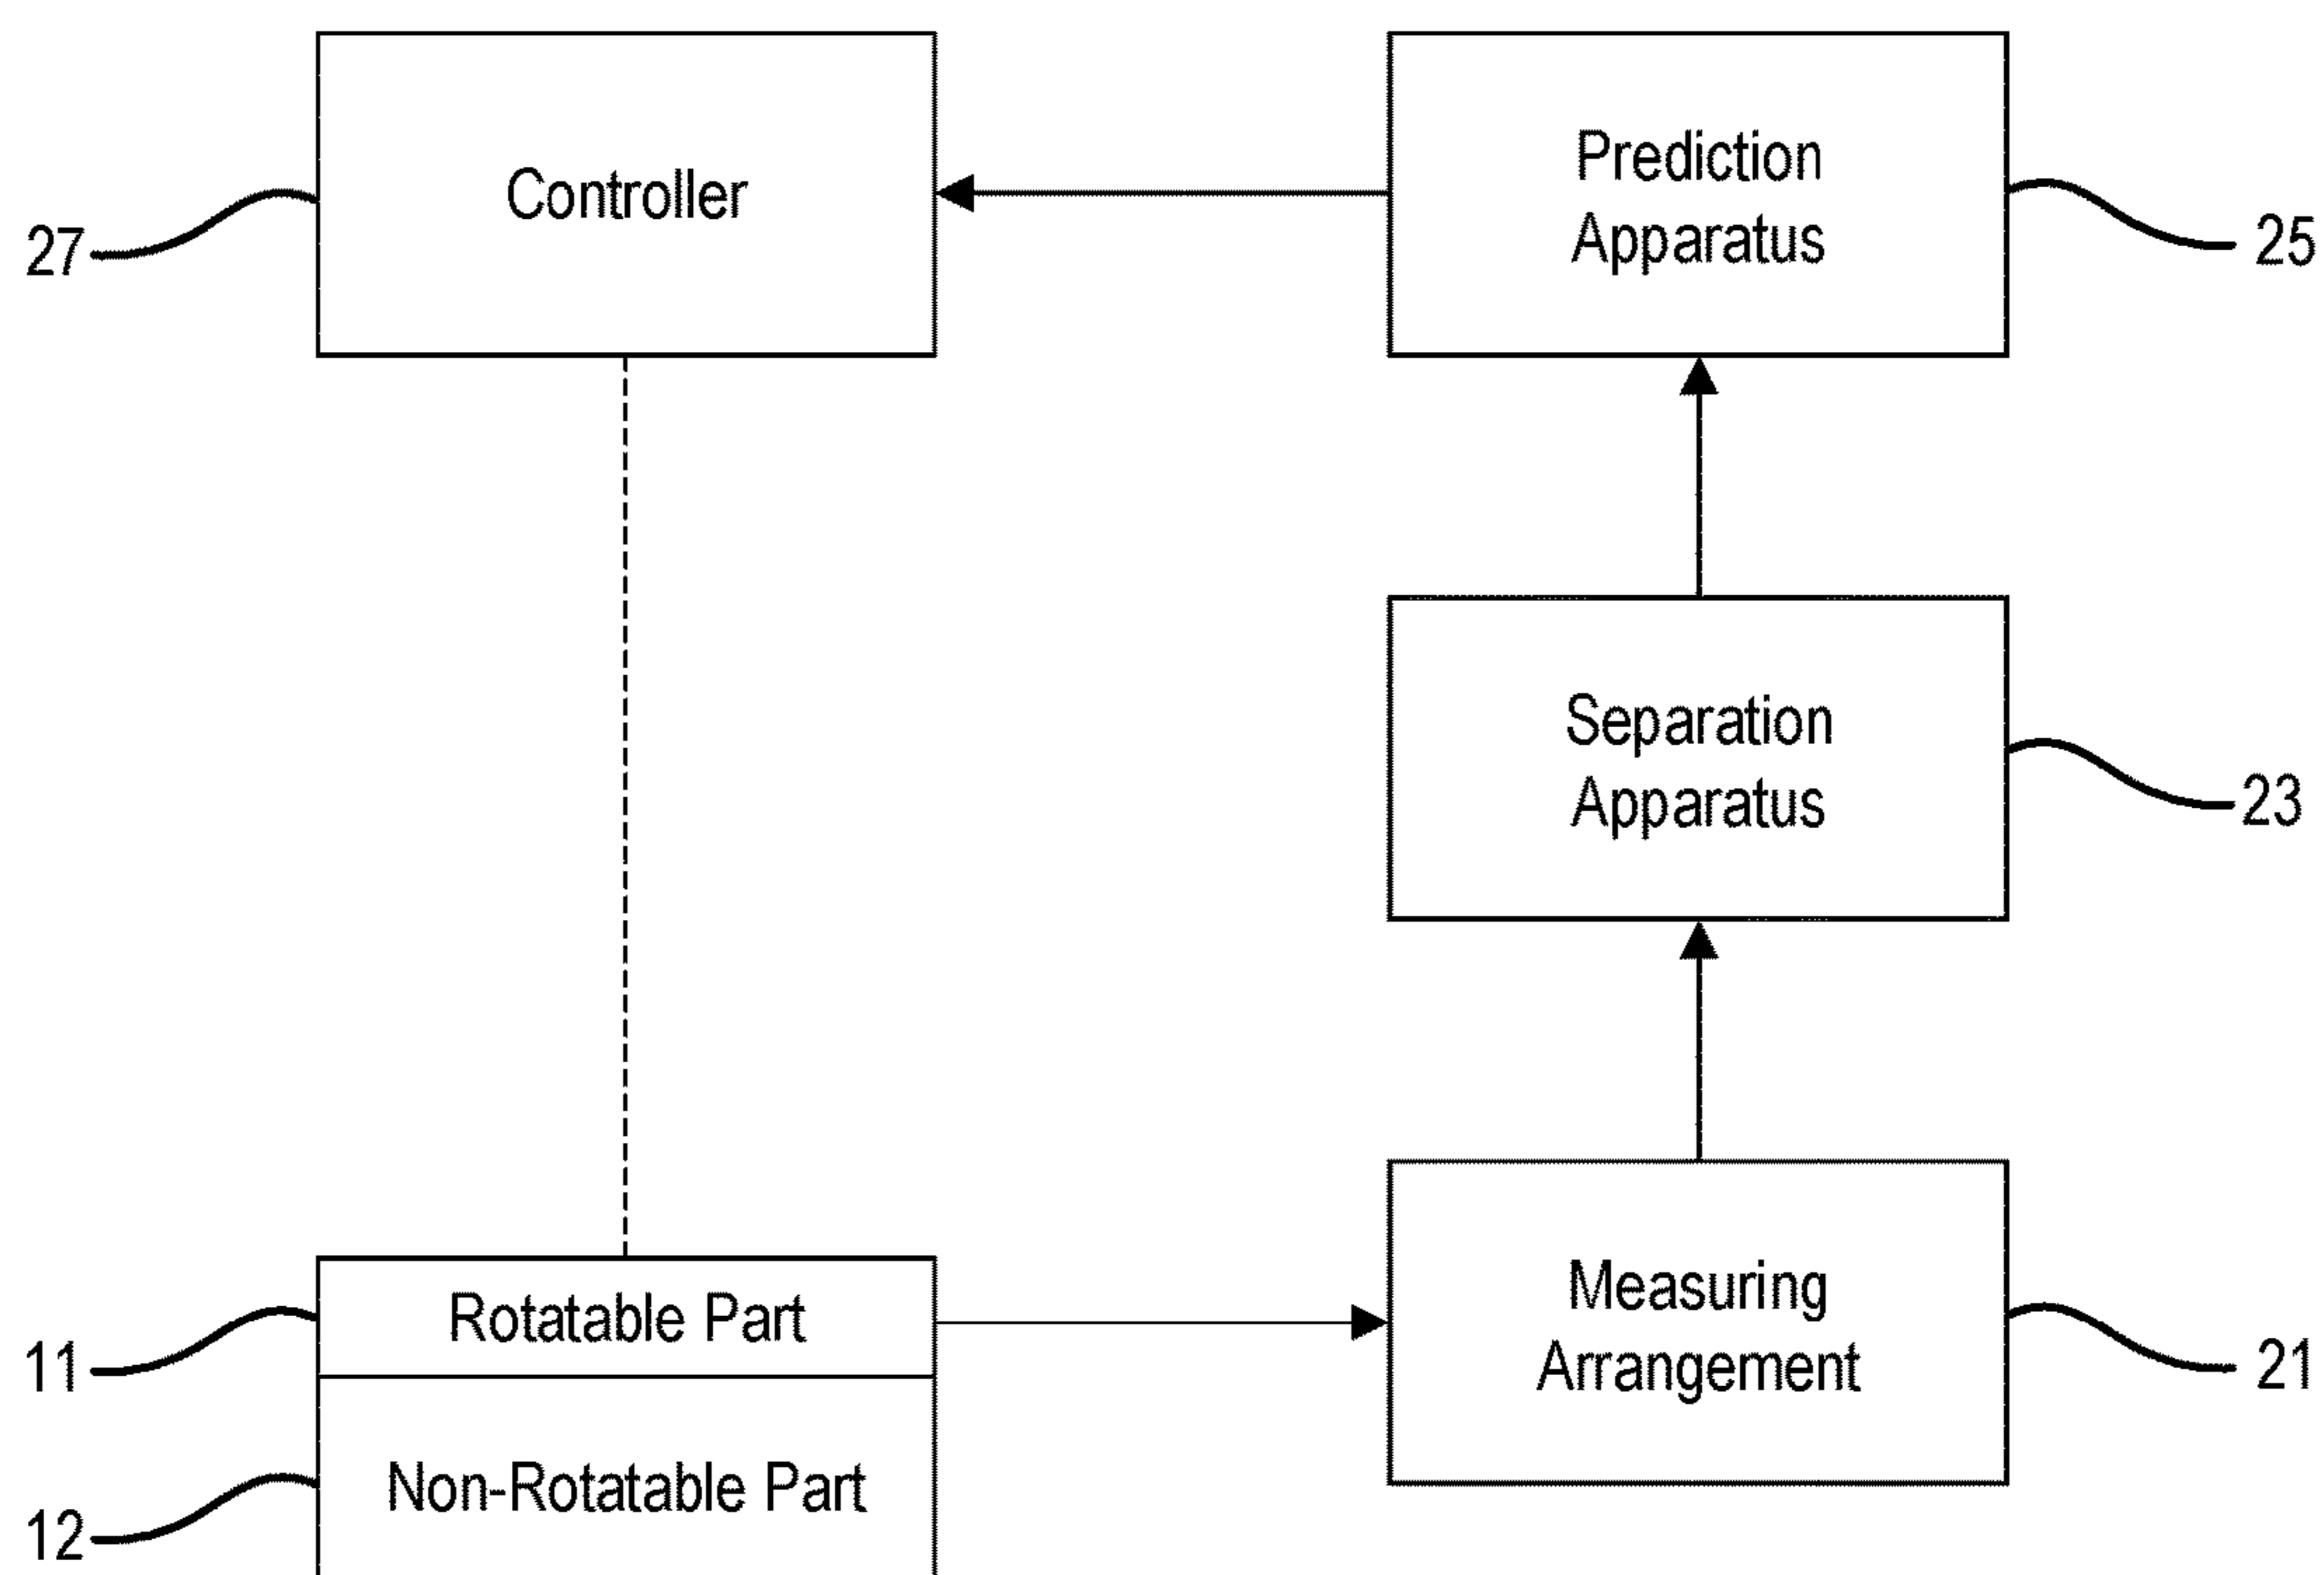 Controller
Prediction
Apparatus
27
25
Separation
Apparatus
23
Rotatable Part
Measuring
Arrangement
11
21
Non-Rotatable Part
12